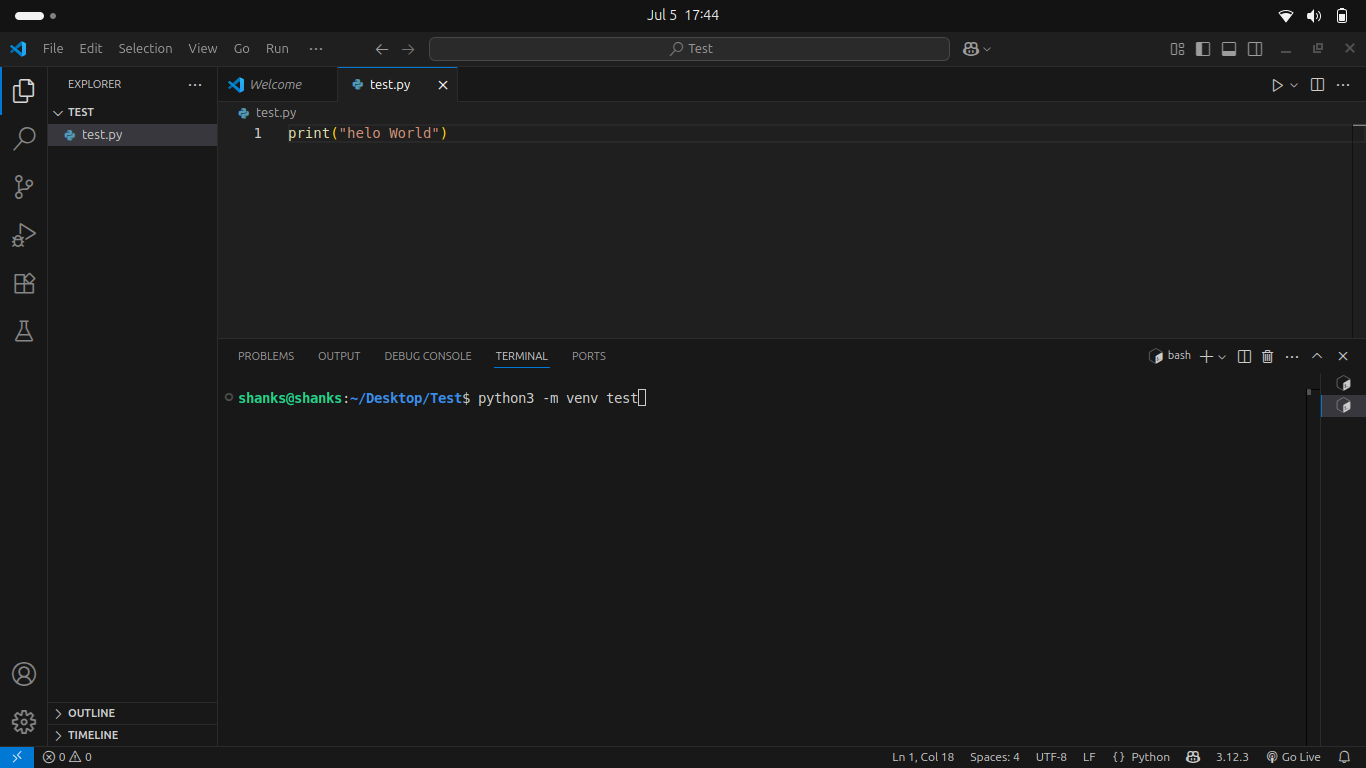 Jul 5 17:44
File Edit Selection View Go Run ··· Test
EXPLORER ···
TEST
test.py
OUTLINE
TIMELINE
Welcome test.py
test.py
1 print("helo World")
PROBLEMS OUTPUT DEBUG CONSOLE TERMINAL PORTS bash
shanks@shanks:~/Desktop/Test$ python3 -m venv test
0 0 Ln 1, Col 18 Spaces: 4 UTF-8 LF {} Python 3.12.3 Go Live